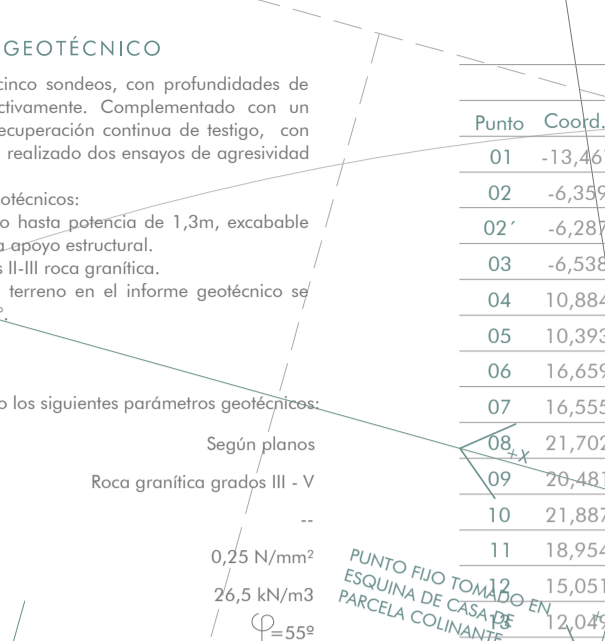 GEOTÉCNICO
cinco sondeos, con profundidades de
Complementado con un
continua de testigo, con
realizado dos ensayos de agresividad
hasta potencia de 1,3m, excabable
apoyo estructural.
II-III roca granítica.
terreno en el informe geotécnico se
los siguientes parámetros geotécnicos:
Según planos
Roca granítica grados III - V
--
0,25 N/mm²
26,5 kN/m3
φ=55º
Punto Coord.
01 -13,46
02 -6,359
02´ -6,287
03 -6,538
04 10,884
05 10,393
06 16,659
07 16,555
08 21,702
09 20,481
10 21,887
11 18,954
12 15,051
13 12,049
+X
PUNTO FIJO TOMADO EN
ESQUINA DE CASA DE
PARCELA COLINANTE